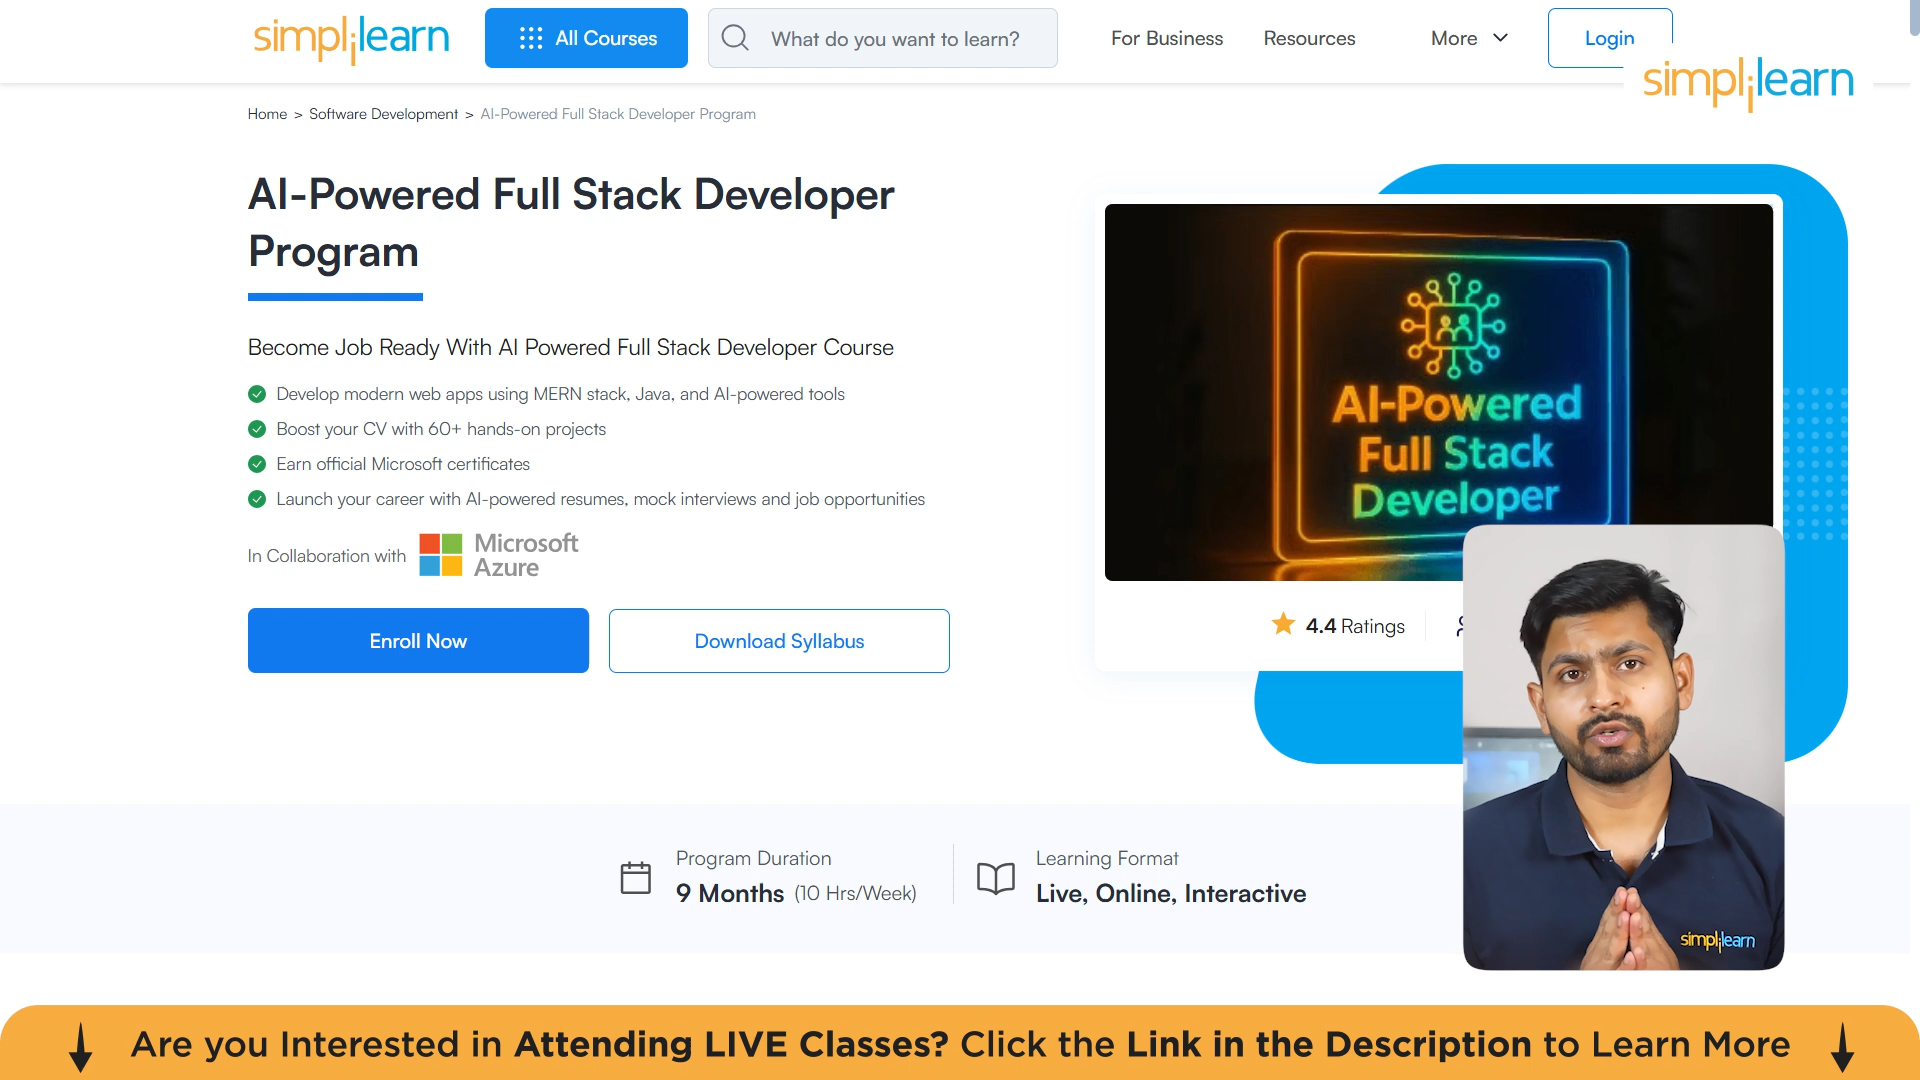 simplilearn
All Courses
What do you want to learn?
For Business
Resources
More
Login
simplilearn
Home > Software Development > AI-Powered Full Stack Developer Program
AI-Powered Full Stack Developer
Program
Become Job Ready With AI Powered Full Stack Developer Course
Develop modern web apps using MERN stack, Java, and AI-powered tools
Boost your CV with 60+ hands-on projects
Earn official Microsoft certificates
Launch your career with AI-powered resumes, mock interviews and job opportunities
In Collaboration with
Microsoft
Azure
Enroll Now
Download Syllabus
AI-Powered
Full Stack
Developer
4.4 Ratings
Program Duration
9 Months (10 Hrs/Week)
Learning Format
Live, Online, Interactive
simplilearn
Are you Interested in Attending LIVE Classes? Click the Link in the Description to Learn More